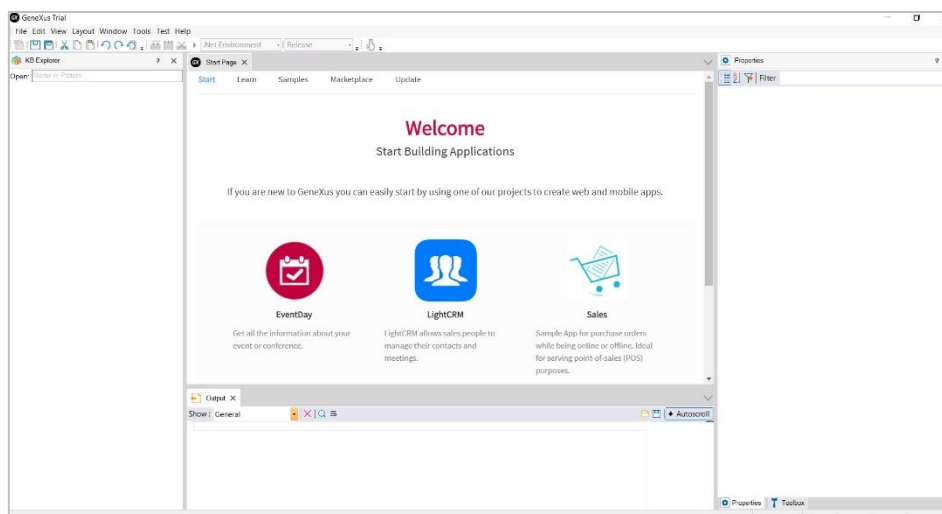 GX GeneXus Trial
File Edit View Layout Window Tools Test Help
.Net Environment Release
KB Explorer
Open: Name or Pattern
GX Start Page
Start Learn Samples Marketplace Update
Welcome
Start Building Applications
If you are new to GeneXus you can easily start by using one of our projects to create web and mobile apps.
EventDay
Get all the information about your
event or conference.
LightCRM
LightCRM allows sales people to
manage their contacts and
meetings.
Sales
Sample App for purchase orders
while being online or offline. Ideal
for serving point-of-sales (POS)
purposes.
Output
Show: General
Autoscroll
Properties
Filter
Properties Toolbox